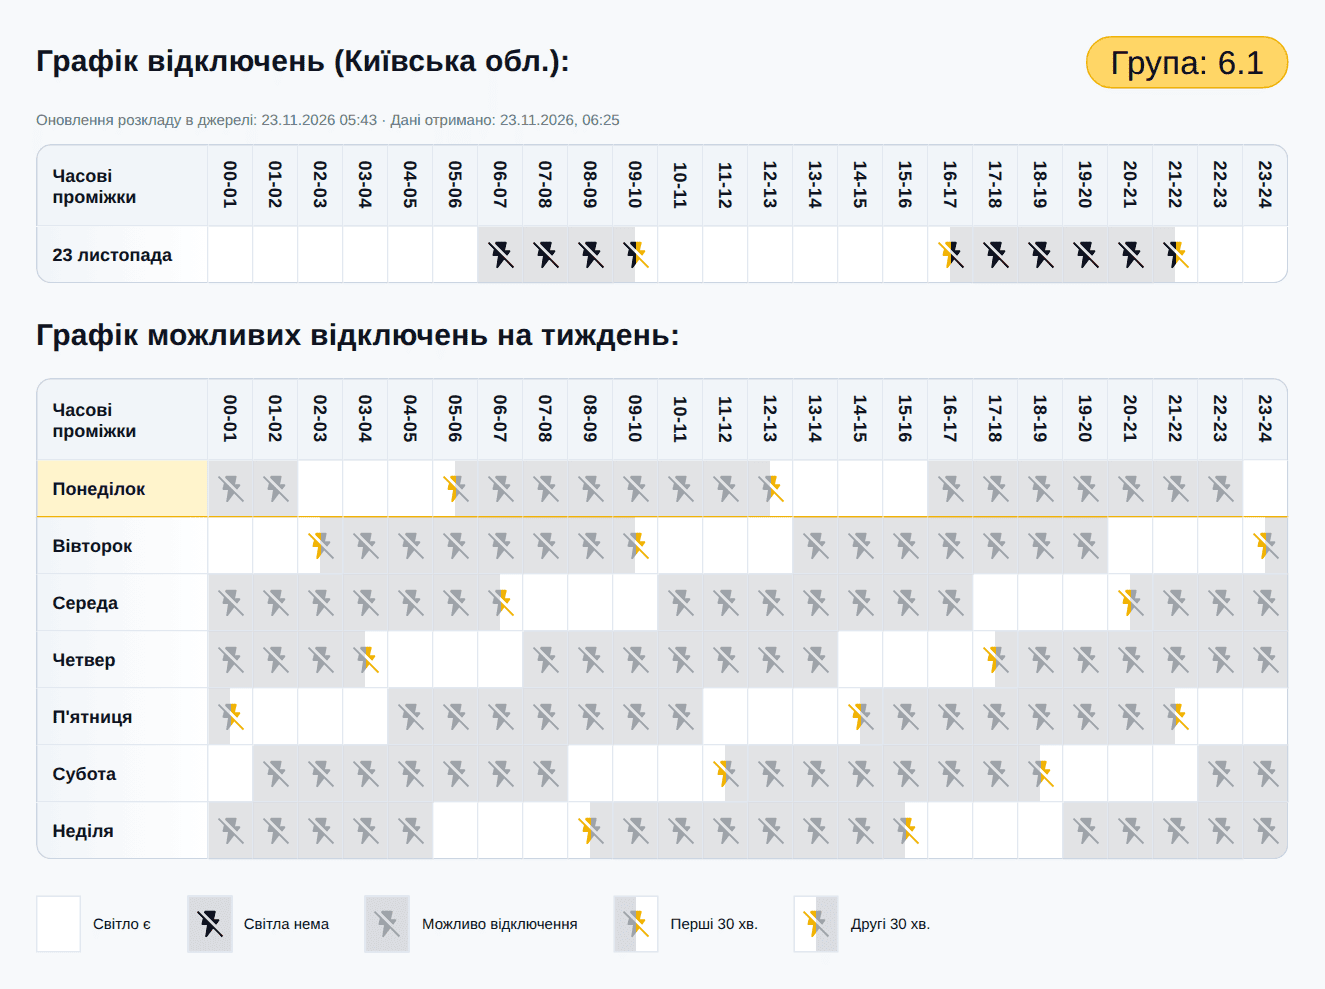 Графік відключень (Київська обл.):
Група: 6.1
Оновлення розкладу в джерелі: 23.11.2026 05:43 · Дані отримано: 23.11.2026, 06:25
Часові проміжки 00-01 01-02 02-03 03-04 04-05 05-06 06-07 07-08 08-09 09-10 10-11 11-12 12-13 13-14 14-15 15-16 16-17 17-18 18-19 19-20 20-21 21-22 22-23 23-24
23 листопада
Графік можливих відключень на тиждень:
Часові проміжки 00-01 01-02 02-03 03-04 04-05 05-06 06-07 07-08 08-09 09-10 10-11 11-12 12-13 13-14 14-15 15-16 16-17 17-18 18-19 19-20 20-21 21-22 22-23 23-24
Понеділок
Вівторок
Середа
Четвер
П'ятниця
Субота
Неділя
Світло є Світла нема Можливо відключення Перші 30 хв. Другі 30 хв.